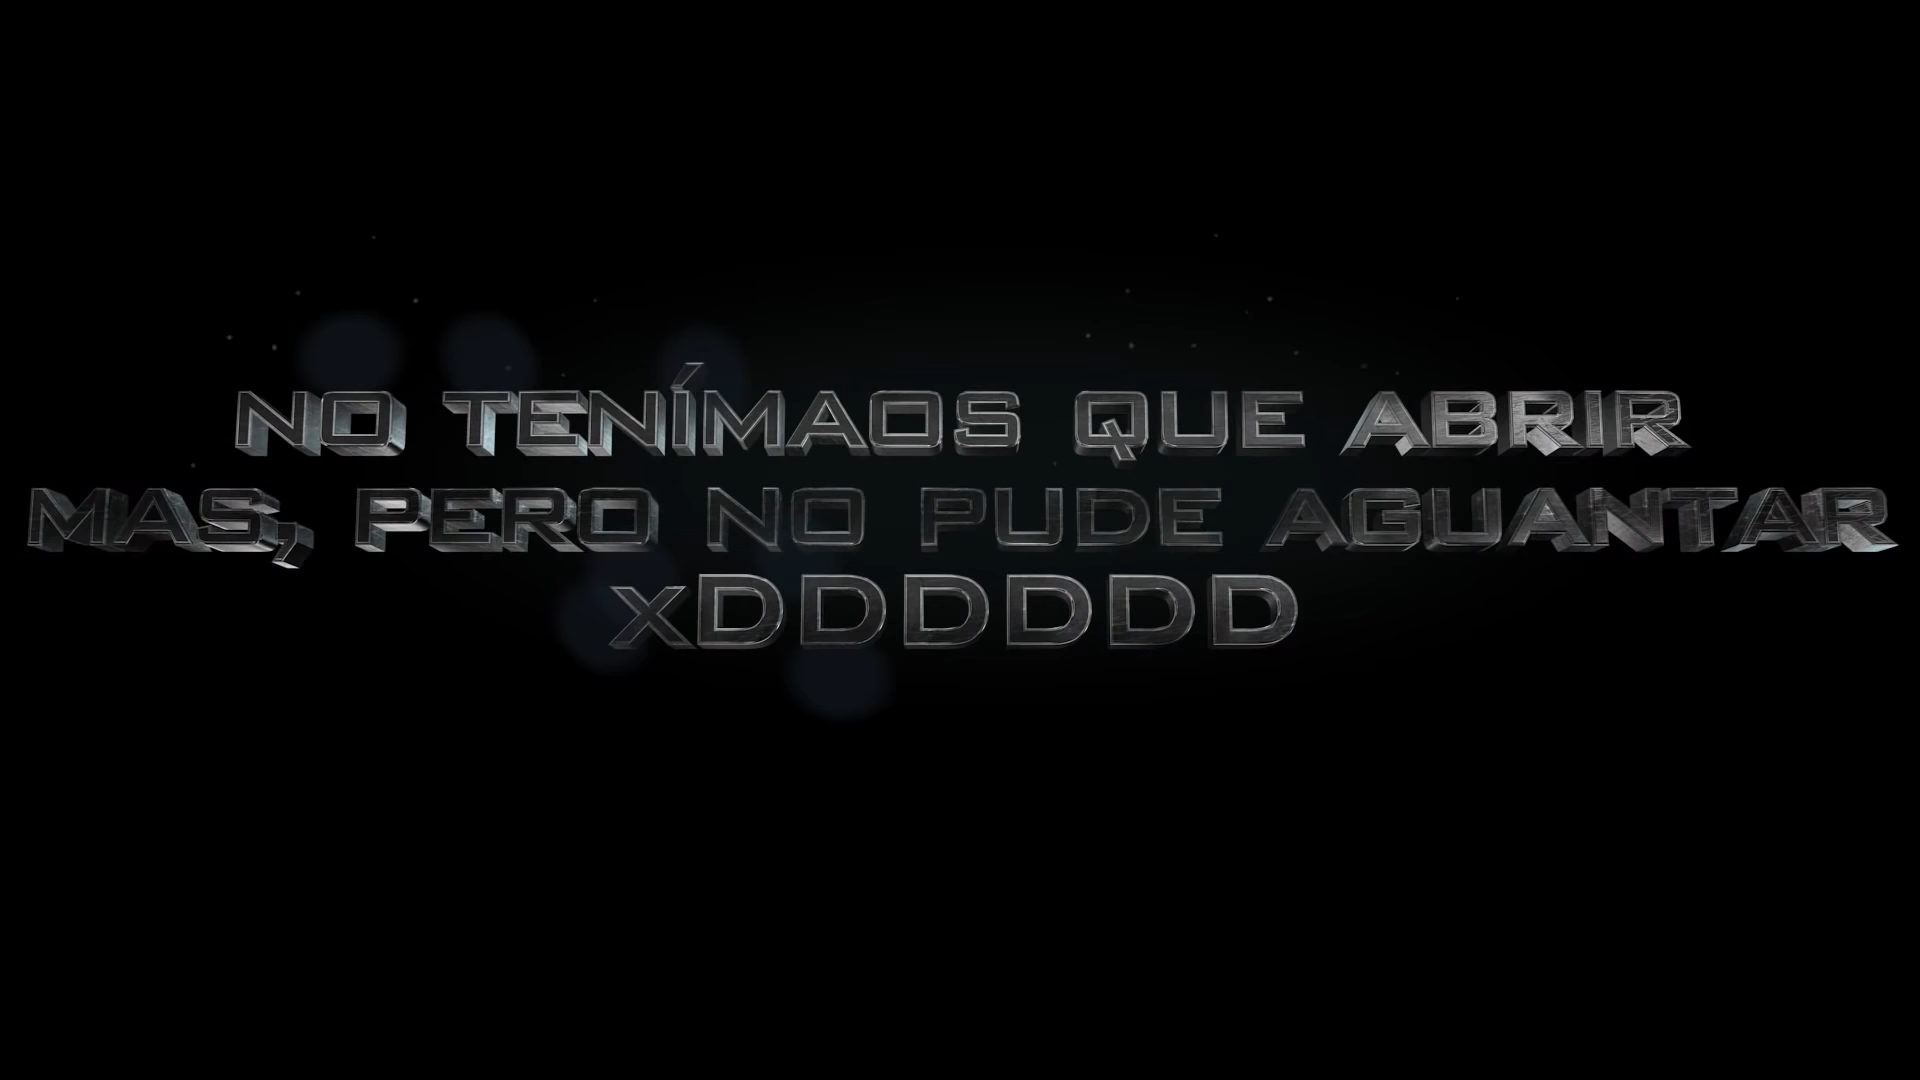 NO TENÍMAOS QUE ABRIR
MAS, PERO NO PUDE AGUANTAR
xDDDDDD